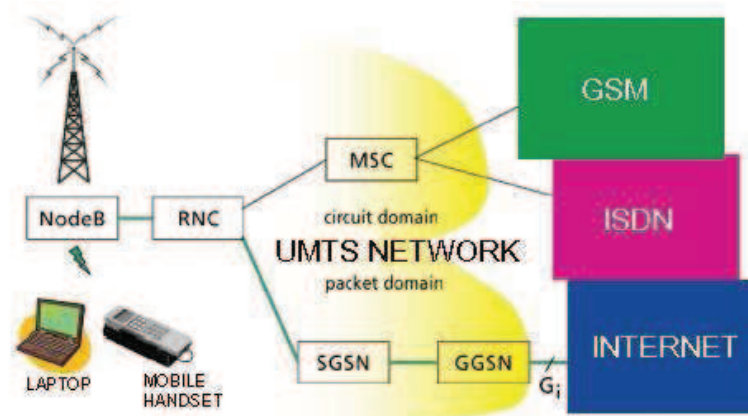 GSM
MSC
NodeB
RNC
circuit domain
ISDN
UMTS NETWORK
packet domain
SGSN
GGSN
Gi
INTERNET
LAPTOP
MOBILE
HANDSET